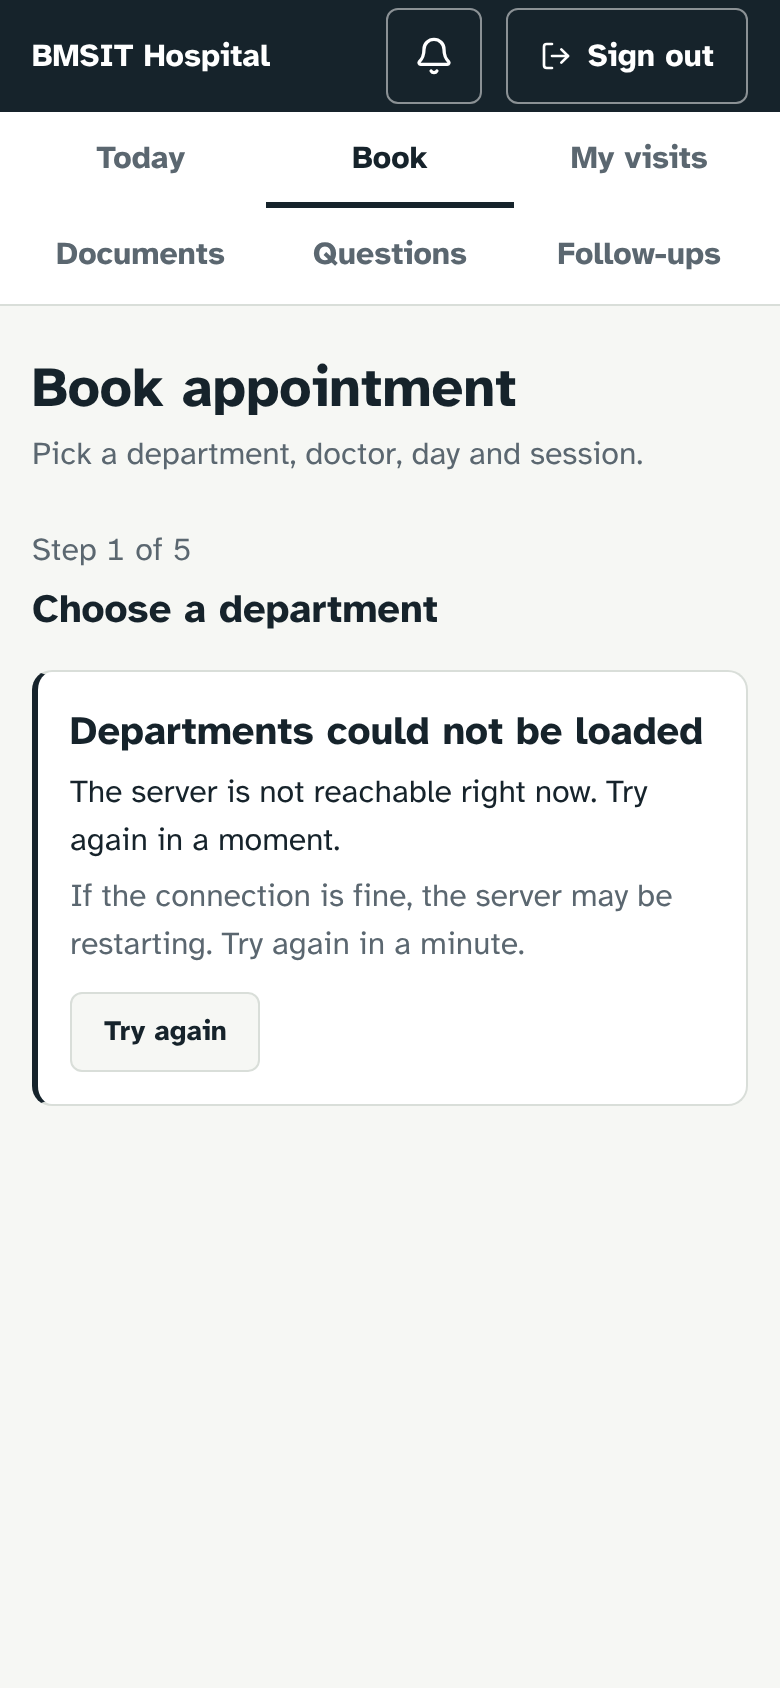 BMSIT Hospital
Sign out
Today
Book
My visits
Documents
Questions
Follow-ups
Book appointment
Pick a department, doctor, day and session.
Step 1 of 5
Choose a department
Departments could not be loaded
The server is not reachable right now. Try
again in a moment.
If the connection is fine, the server may be
restarting. Try again in a minute.
Try again